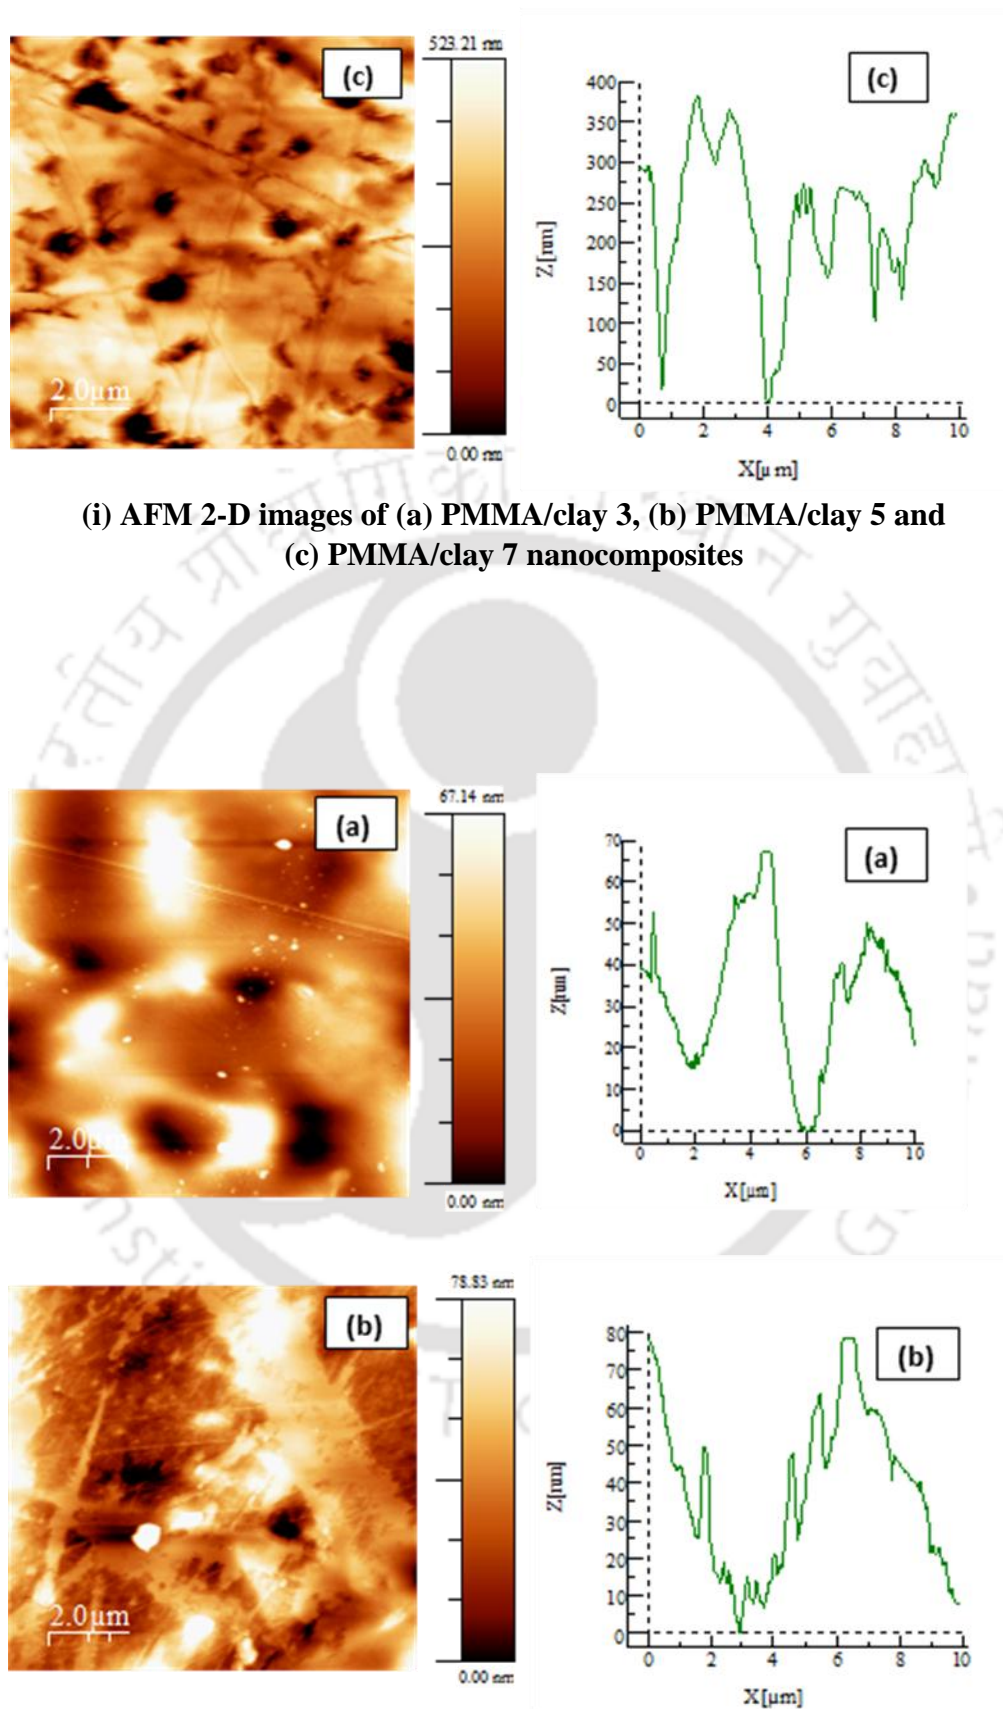 523.21 nm
(c)
2.0µm
0.00 nm
(c)
400
350
300
250
200
150
100
50
0
Z[nm]
0 2 4 6 8 10
X[µm]
(i) AFM 2-D images of (a) PMMA/clay 3, (b) PMMA/clay 5 and
(c) PMMA/clay 7 nanocomposites
67.14 nm
(a)
2.0µm
0.00 nm
(a)
70
60
50
40
30
20
10
0
Z[nm]
0 2 4 6 8 10
X[µm]
78.83 nm
(b)
2.0µm
0.00 nm
(b)
80
70
60
50
40
30
20
10
0
Z[nm]
0 2 4 6 8 10
X[µm]